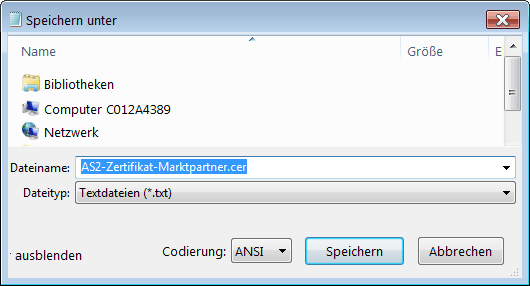 Speichern unter
Name Größe E
Bibliotheken
Computer C012A4389
Netzwerk
Dateiname: AS2-Zertifikat-Marktpartner.cer
Dateityp: Textdateien (*.txt)
r ausblenden Codierung: ANSI Speichern Abbrechen